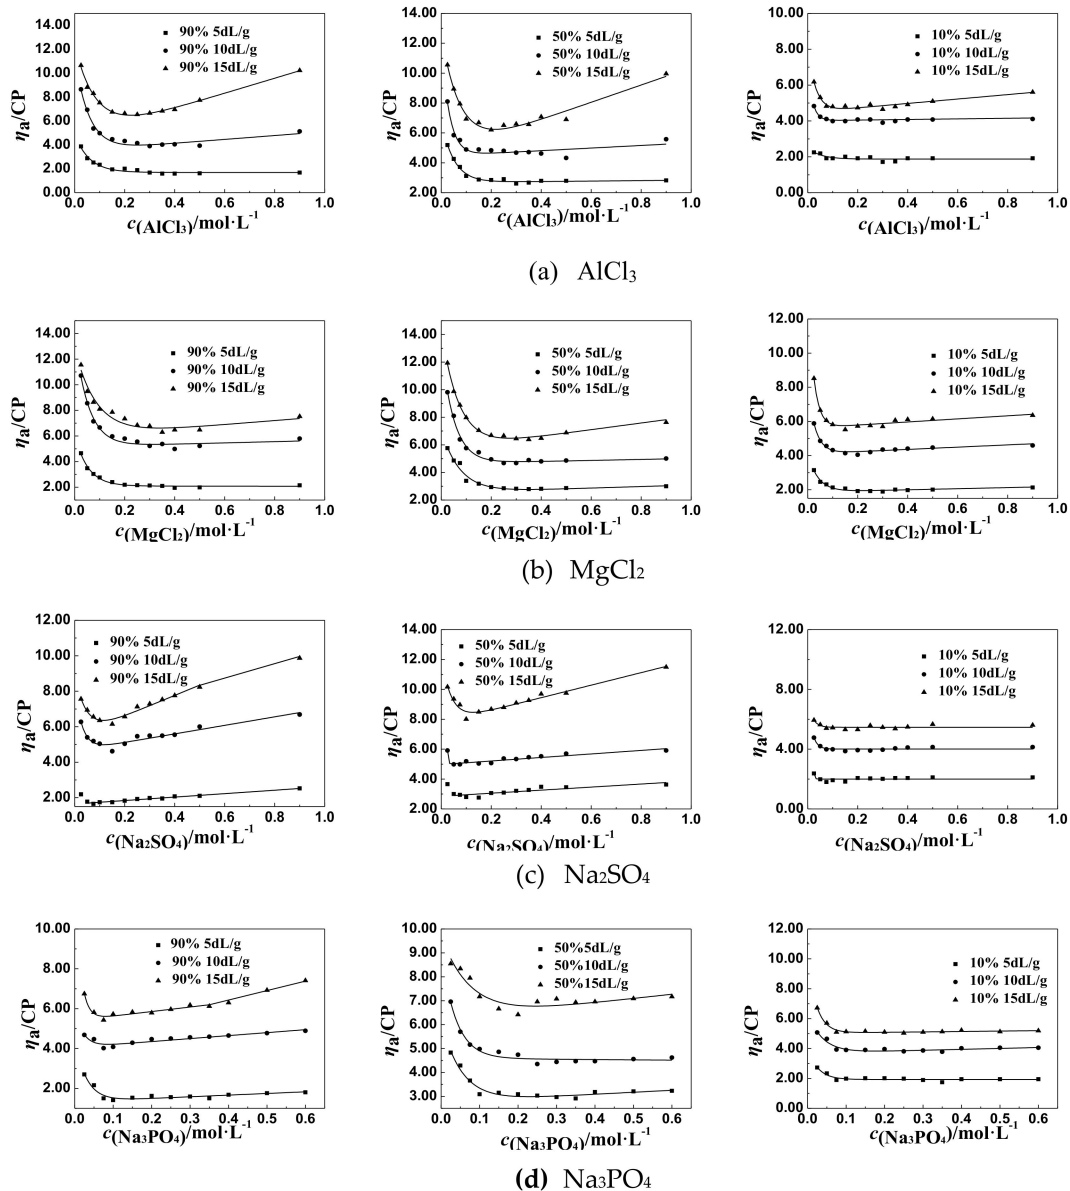 14.00
12.00
10.00
8.00
6.00
4.00
2.00
0.00
ηa/CP
90% 5dL/g
90% 10dL/g
90% 15dL/g
0.0 0.2 0.4 0.6 0.8 1.0
c(AlCl3)/mol·L-1
14.00
12.00
10.00
8.00
6.00
4.00
2.00
ηa/CP
50% 5dL/g
50% 10dL/g
50% 15dL/g
0.0 0.2 0.4 0.6 0.8 1.0
c(AlCl3)/mol·L-1
10.00
8.00
6.00
4.00
2.00
0.00
ηa/CP
10% 5dL/g
10% 10dL/g
10% 15dL/g
0.0 0.2 0.4 0.6 0.8 1.0
c(AlCl3)/mol·L-1
(a) AlCl3
14.00
12.00
10.00
8.00
6.00
4.00
2.00
ηa/CP
90% 5dL/g
90% 10dL/g
90% 15dL/g
0.0 0.2 0.4 0.6 0.8 1.0
c(MgCl2)/mol·L-1
14.00
12.00
10.00
8.00
6.00
4.00
2.00
ηa/CP
50% 5dL/g
50% 10dL/g
50% 15dL/g
0.0 0.2 0.4 0.6 0.8 1.0
c(MgCl2)/mol·L-1
12.00
10.00
8.00
6.00
4.00
2.00
ηa/CP
10% 5dL/g
10% 10dL/g
10% 15dL/g
0.0 0.2 0.4 0.6 0.8 1.0
c(MgCl2)/mol·L-1
(b) MgCl2
12.00
10.00
8.00
6.00
4.00
2.00
ηa/CP
90% 5dL/g
90% 10dL/g
90% 15dL/g
0.0 0.2 0.4 0.6 0.8 1.0
c(Na2SO4)/mol·L-1
14.00
12.00
10.00
8.00
6.00
4.00
2.00
ηa/CP
50% 5dL/g
50% 10dL/g
50% 15dL/g
0.0 0.2 0.4 0.6 0.8 1.0
c(Na2SO4)/mol·L-1
12.00
8.00
4.00
0.00
ηa/CP
10% 5dL/g
10% 10dL/g
10% 15dL/g
0.0 0.2 0.4 0.6 0.8 1.0
c(Na2SO4)/mol·L-1
(c) Na2SO4
10.00
8.00
6.00
4.00
2.00
ηa/CP
90% 5dL/g
90% 10dL/g
90% 15dL/g
0.0 0.1 0.2 0.3 0.4 0.5 0.6
c(Na3PO4)/mol·L-1
10.00
9.00
8.00
7.00
6.00
5.00
4.00
3.00
ηa/CP
50%5dL/g
50%10dL/g
50%15dL/g
0.0 0.1 0.2 0.3 0.4 0.5 0.6
c(Na3PO4)/mol·L-1
12.00
10.00
8.00
6.00
4.00
2.00
0.00
ηa/CP
10% 5dL/g
10% 10dL/g
10% 15dL/g
0.0 0.1 0.2 0.3 0.4 0.5 0.6
c(Na3PO4)/mol·L-1
(d) Na3PO4